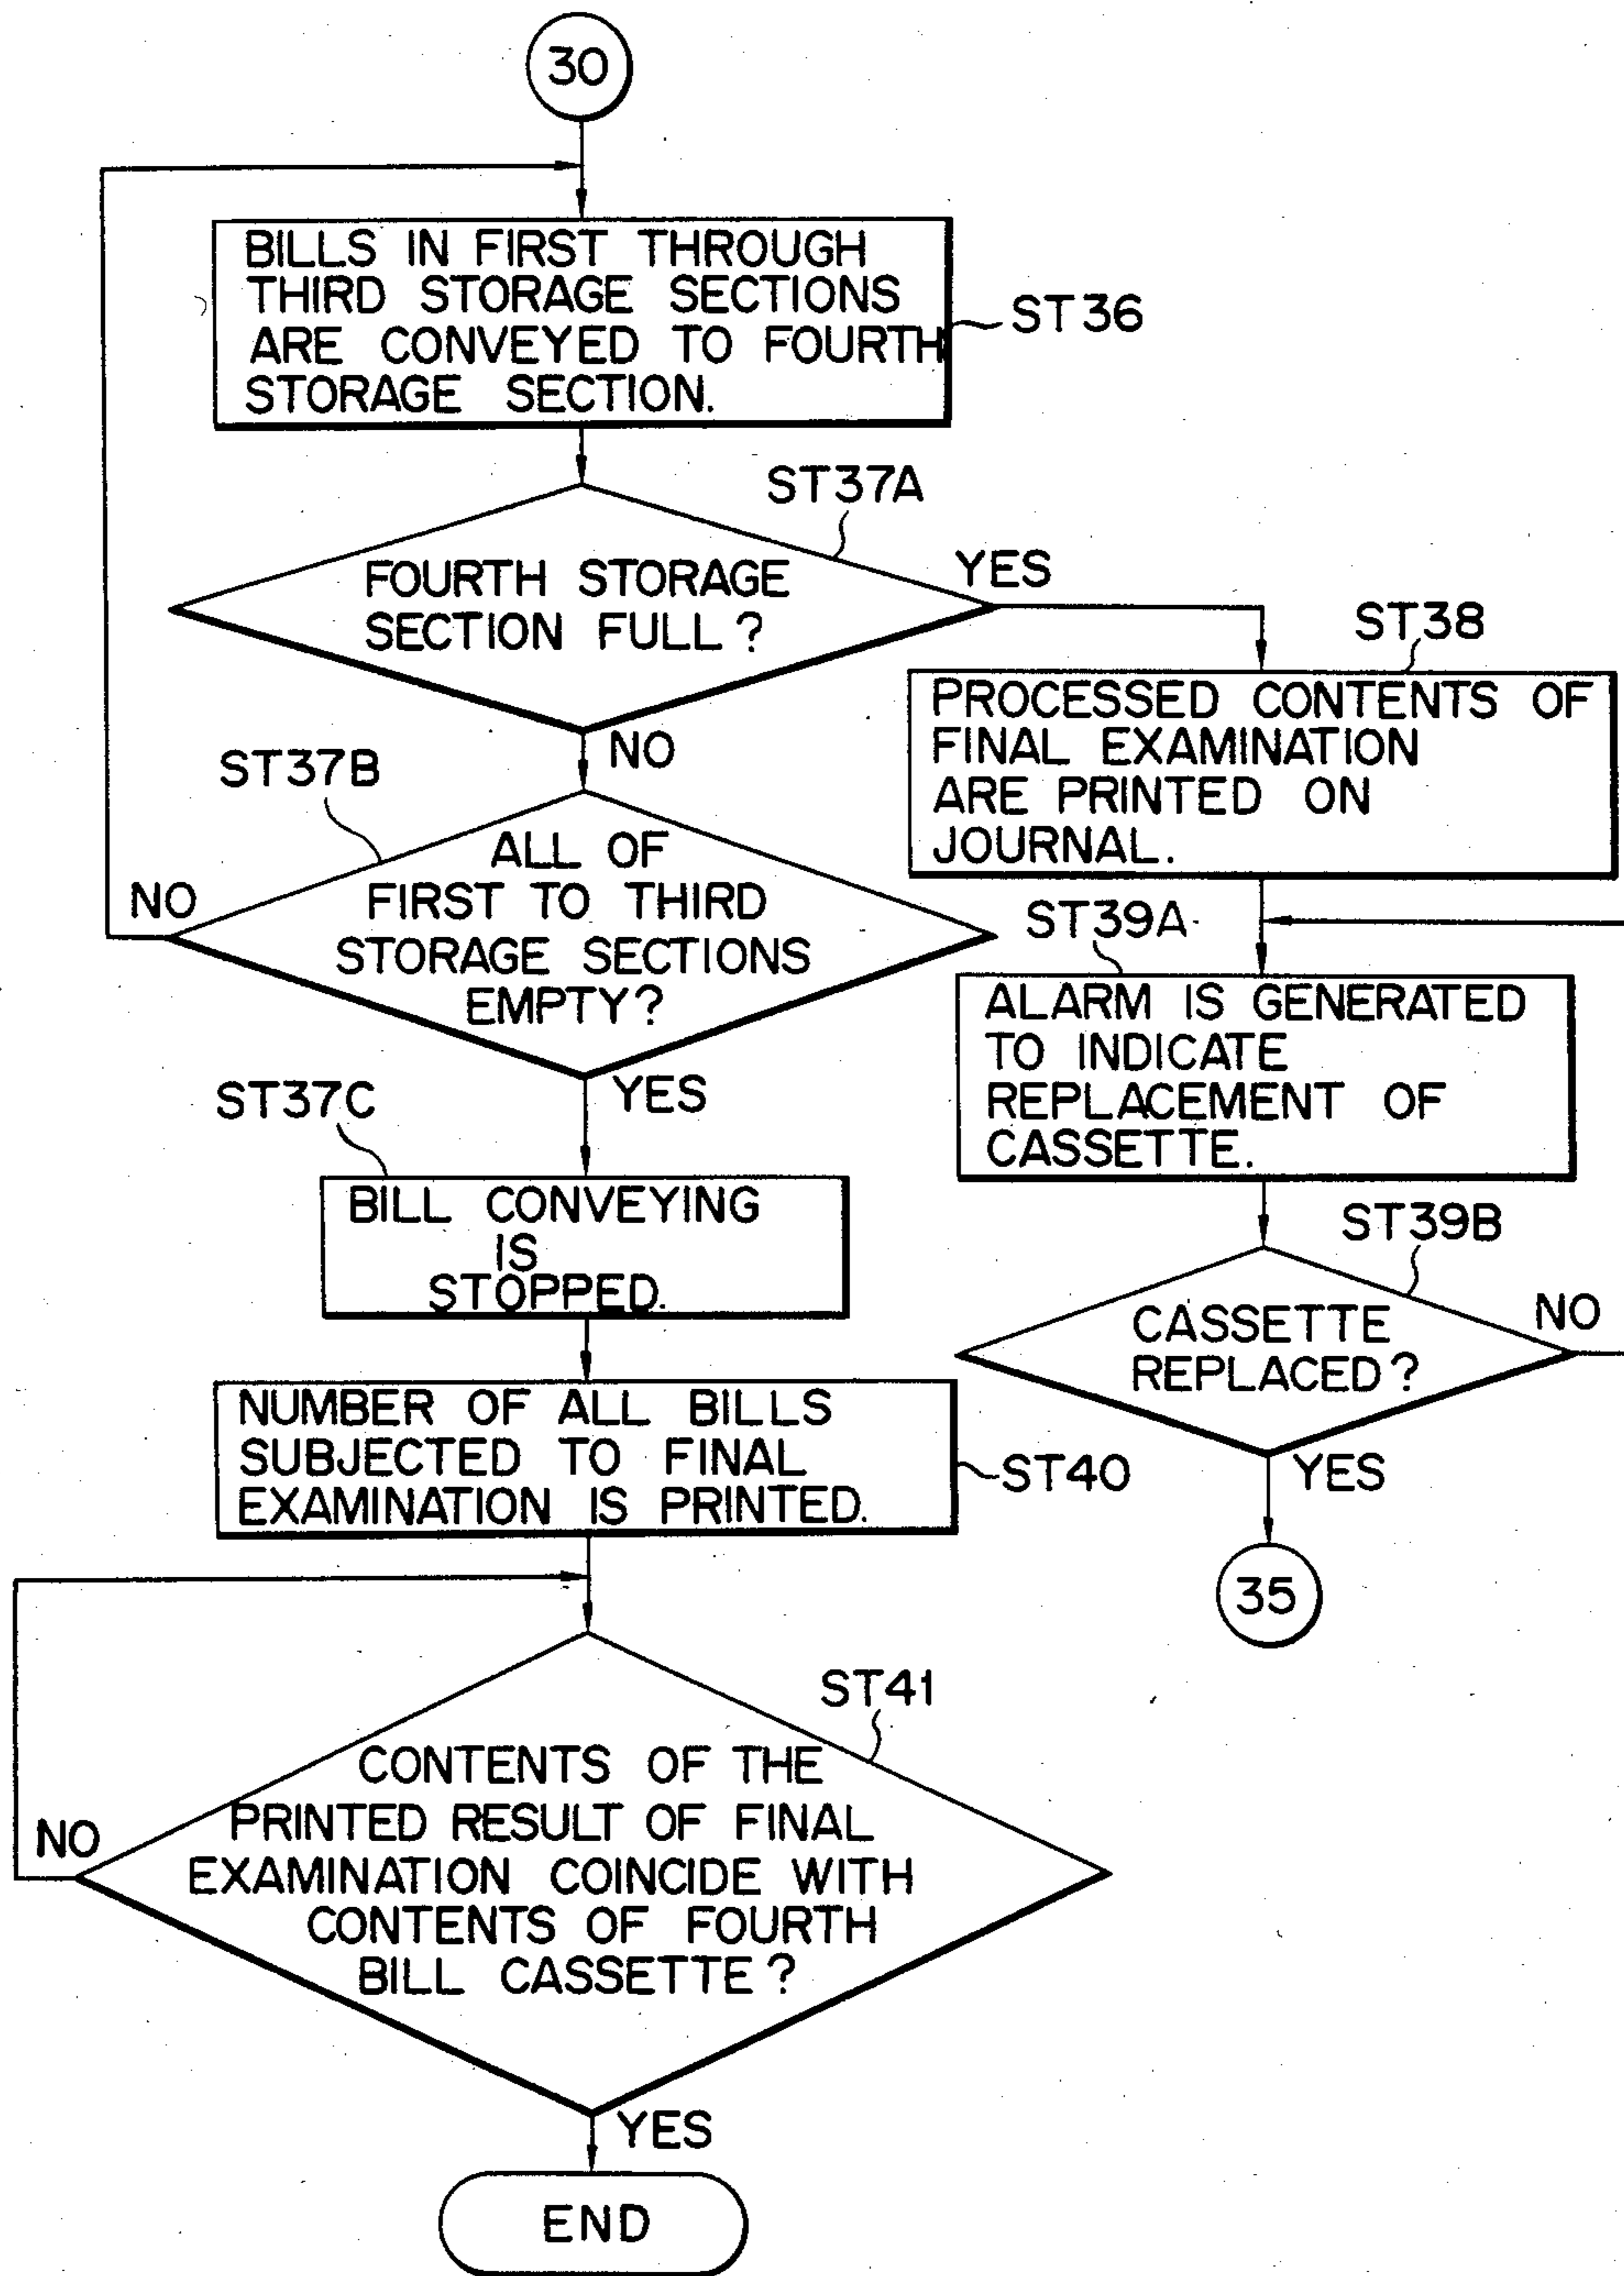 30
BILLS IN FIRST THROUGH
THIRD STORAGE SECTIONS
ARE CONVEYED TO FOURTH
STORAGE SECTION.
ST36
ST37A
FOURTH STORAGE
SECTION FULL?
YES
NO
ST38
PROCESSED CONTENTS OF
FINAL EXAMINATION
ARE PRINTED ON
JOURNAL.
ST37B
ALL OF
FIRST TO THIRD
STORAGE SECTIONS
EMPTY?
NO
YES
ST39A
ALARM IS GENERATED
TO INDICATE
REPLACEMENT OF
CASSETTE.
ST37C
BILL CONVEYING
IS
STOPPED.
ST39B
CASSETTE
REPLACED?
NO
YES
35
NUMBER OF ALL BILLS
SUBJECTED TO FINAL
EXAMINATION IS PRINTED.
ST40
ST41
CONTENTS OF THE
PRINTED RESULT OF FINAL
EXAMINATION COINCIDE WITH
CONTENTS OF FOURTH
BILL CASSETTE?
NO
YES
END